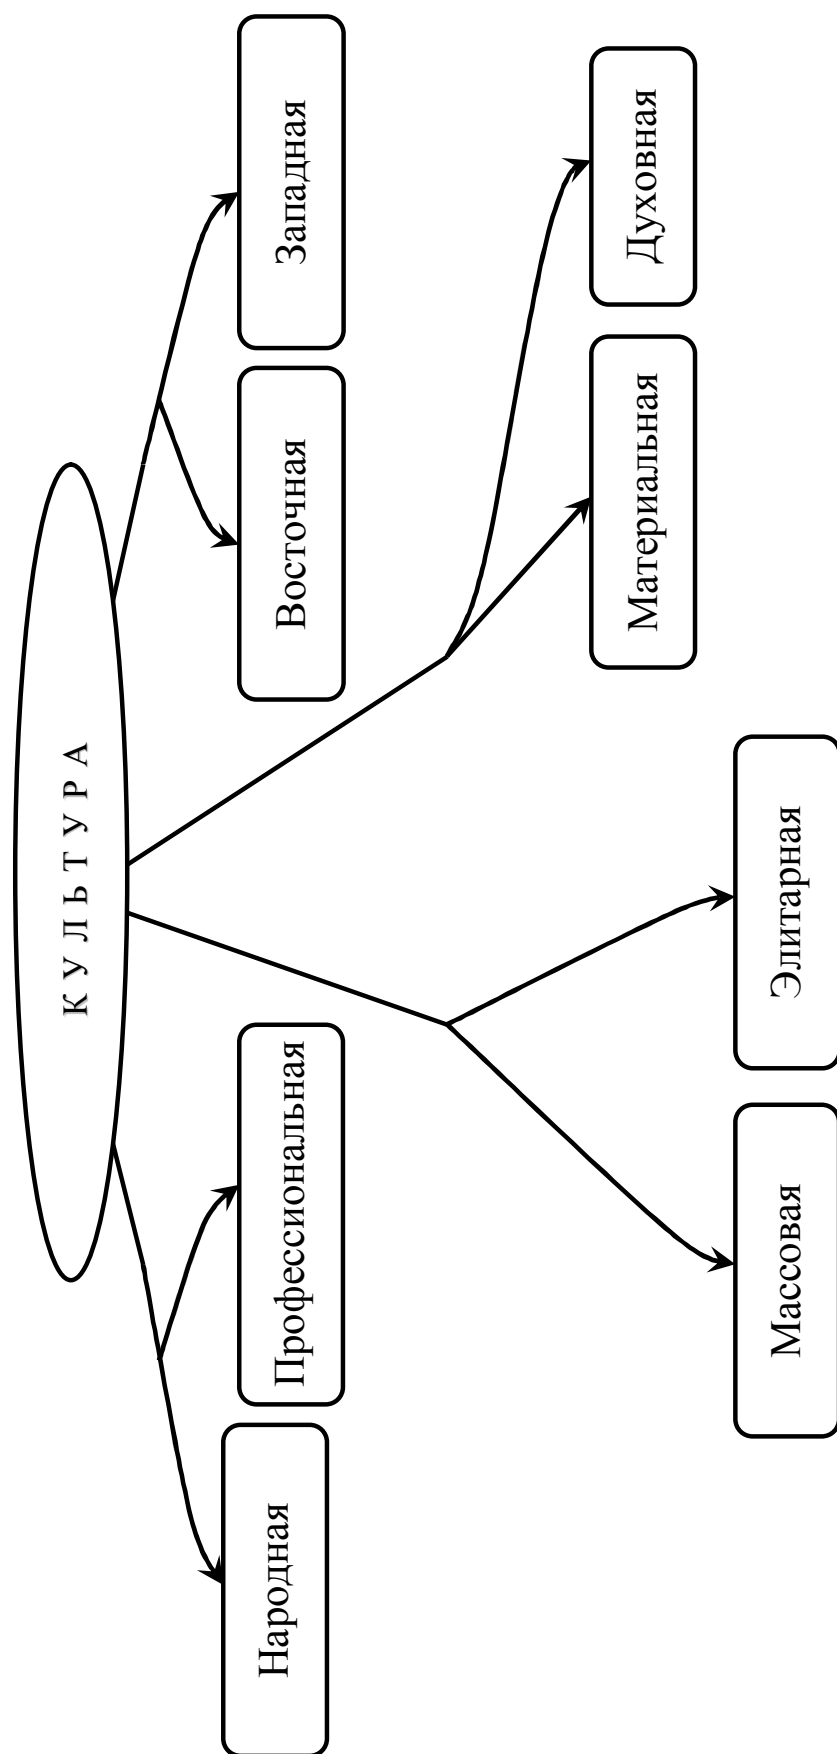 К У Л Ь Т У Р А
Народная
Профессиональная
Восточная
Западная
Массовая
Элитарная
Материальная
Духовная